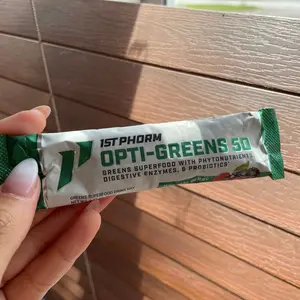 1ST PHORM
OPTI-GREENS 50
GREENS SUPERFOOD WITH PHYTONUTRIENTS,
DIGESTIVE ENZYMES, & PROBIOTICS